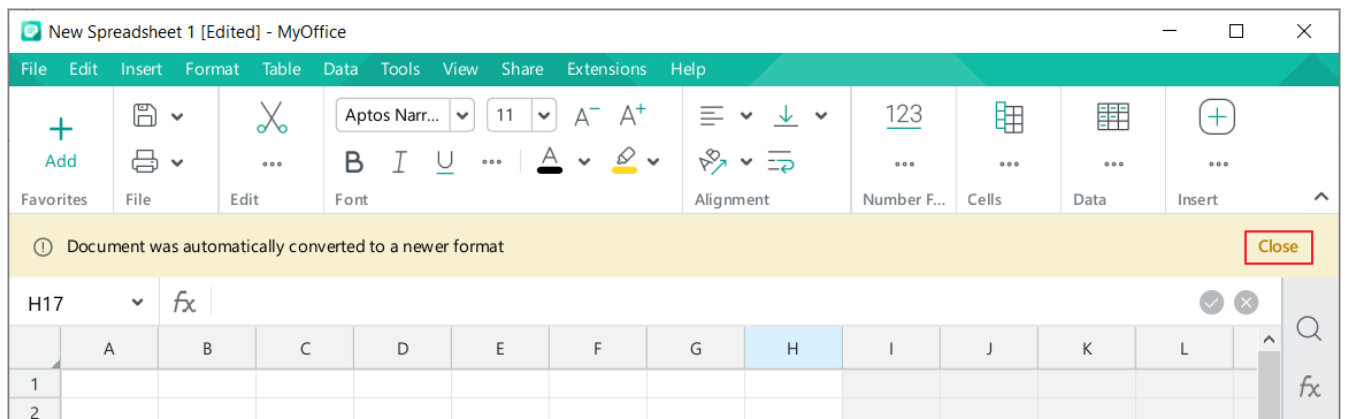 New Spreadsheet 1 [Edited] - MyOffice
File Edit Insert Format Table Data Tools View Share Extensions Help
Aptos Narr... 11 A− A+ 123
Add B I U A
Favorites File Edit Font Alignment Number F... Cells Data Insert
Document was automatically converted to a newer format Close
H17 fx
A B C D E F G H I J K L
1 fx
2